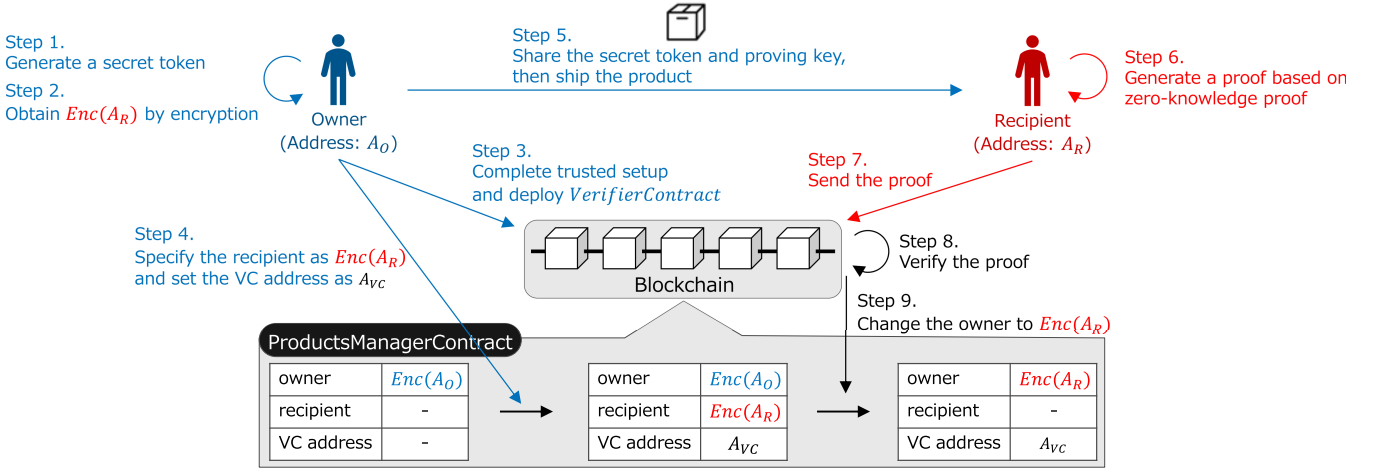 Step 1.
Generate a secret token
Step 2.
Obtain Enc(A_R) by encryption
Owner
(Address: A_O)
Step 5.
Share the secret token and proving key,
then ship the product
Recipient
(Address: A_R)
Step 6.
Generate a proof based on
zero-knowledge proof
Step 3.
Complete trusted setup
and deploy VerifierContract
Step 7.
Send the proof
Step 4.
Specify the recipient as Enc(A_R)
and set the VC address as A_VC
Blockchain
Step 8.
Verify the proof
Step 9.
Change the owner to Enc(A_R)
ProductsManagerContract
owner Enc(A_O)
recipient -
VC address -
owner Enc(A_O)
recipient Enc(A_R)
VC address A_VC
owner Enc(A_R)
recipient -
VC address A_VC